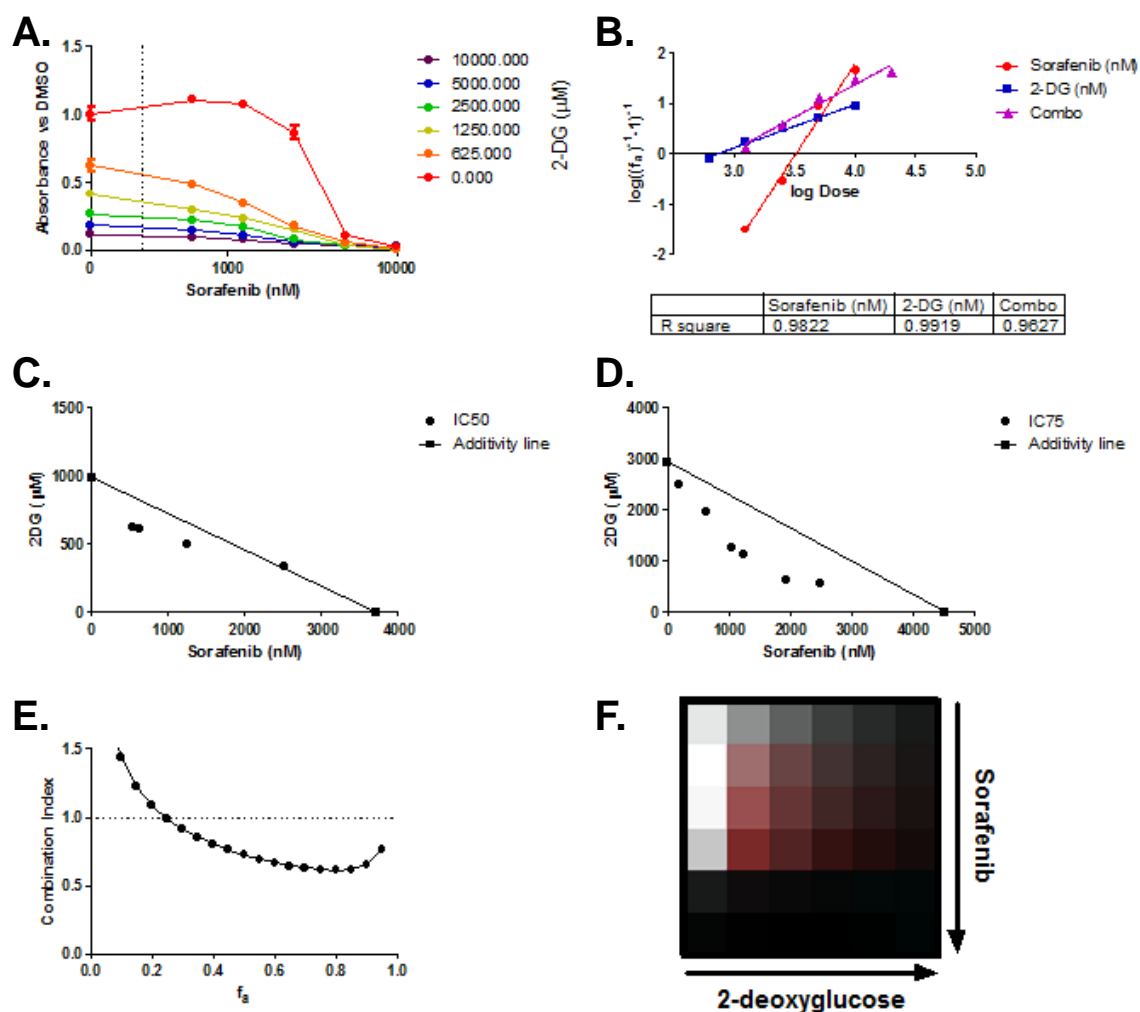 A.
1.5
1.0
0.5
0.0
Absorbance vs DMSO
0
1000
10000
Sorafenib (nM)
10000.000
5000.000
2500.000
1250.000
625.000
0.000
2-DG (µM)
B.
2
1
0
-1
-2
log((fa)⁻¹-1)⁻¹
3.0
3.5
4.0
4.5
5.0
log Dose
Sorafenib (nM)
2-DG (nM)
Combo
Sorafenib (nM) 2-DG (nM) Combo
R square 0.9822 0.9919 0.9627
C.
1500
1000
500
0
2DG ( µM)
0 1000 2000 3000 4000
Sorafenib (nM)
IC50
Additivity line
D.
4000
3000
2000
1000
0
2DG ( µM)
0 1000 2000 3000 4000 5000
Sorafenib (nM)
IC75
Additivity line
E.
1.5
1.0
0.5
0.0
Combination Index
0.0 0.2 0.4 0.6 0.8 1.0
fa
F.
Sorafenib
2-deoxyglucose